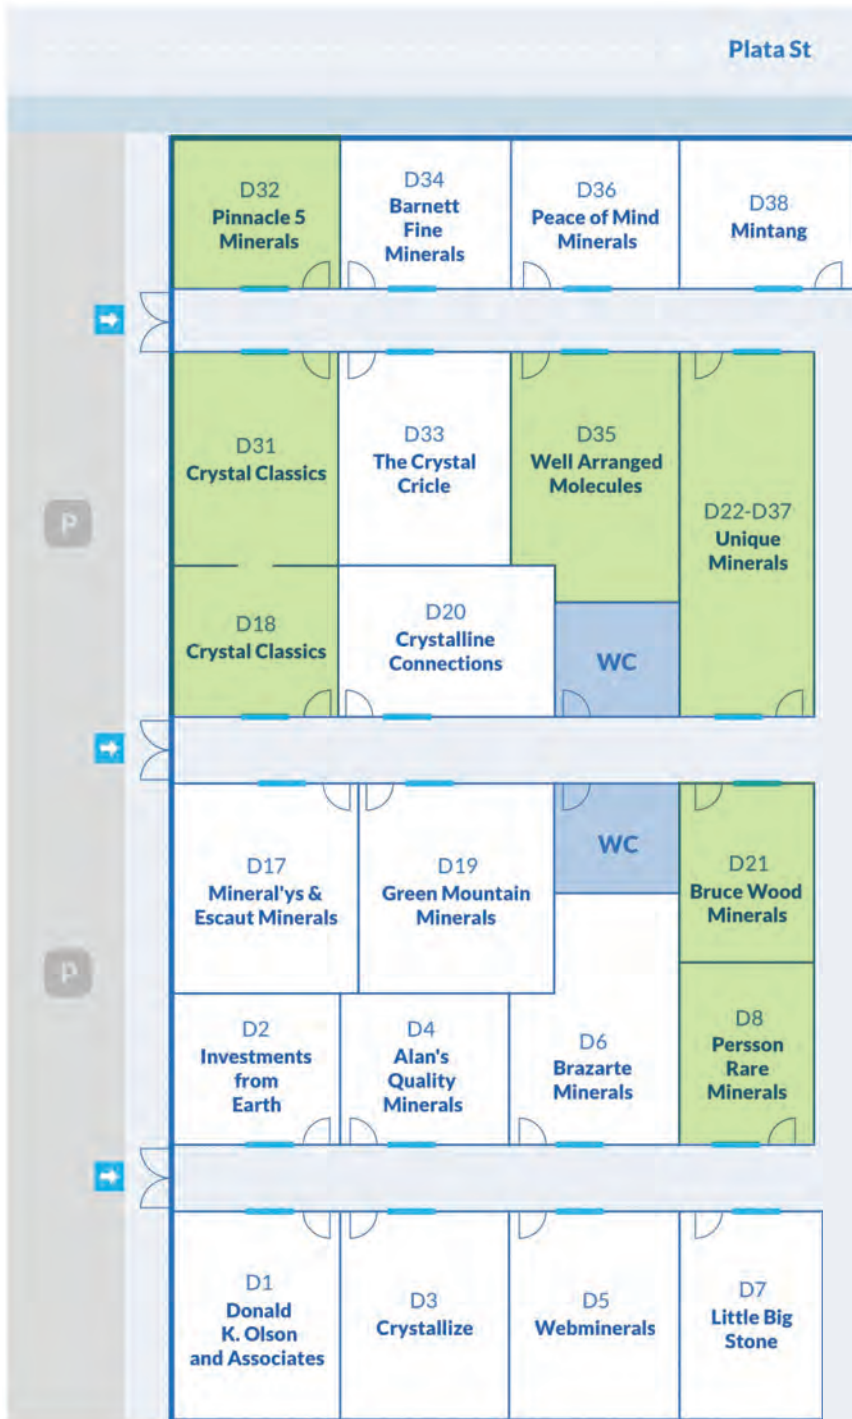 Plata St
D32
Pinnacle 5
Minerals
D34
Barnett
Fine
Minerals
D36
Peace of Mind
Minerals
D38
Mintang
D31
Crystal Classics
D33
The Crystal
Cricle
D35
Well Arranged
Molecules
D22-D37
Unique
Minerals
P
D18
Crystal Classics
D20
Crystalline
Connections
WC
D17
Mineral'ys &
Escaut Minerals
D19
Green Mountain
Minerals
WC
D21
Bruce Wood
Minerals
P
D2
Investments
from
Earth
D4
Alan's
Quality
Minerals
D6
Brazarte
Minerals
D8
Persson
Rare
Minerals
D1
Donald
K. Olson
and Associates
D3
Crystallize
D5
Webminerals
D7
Little Big
Stone